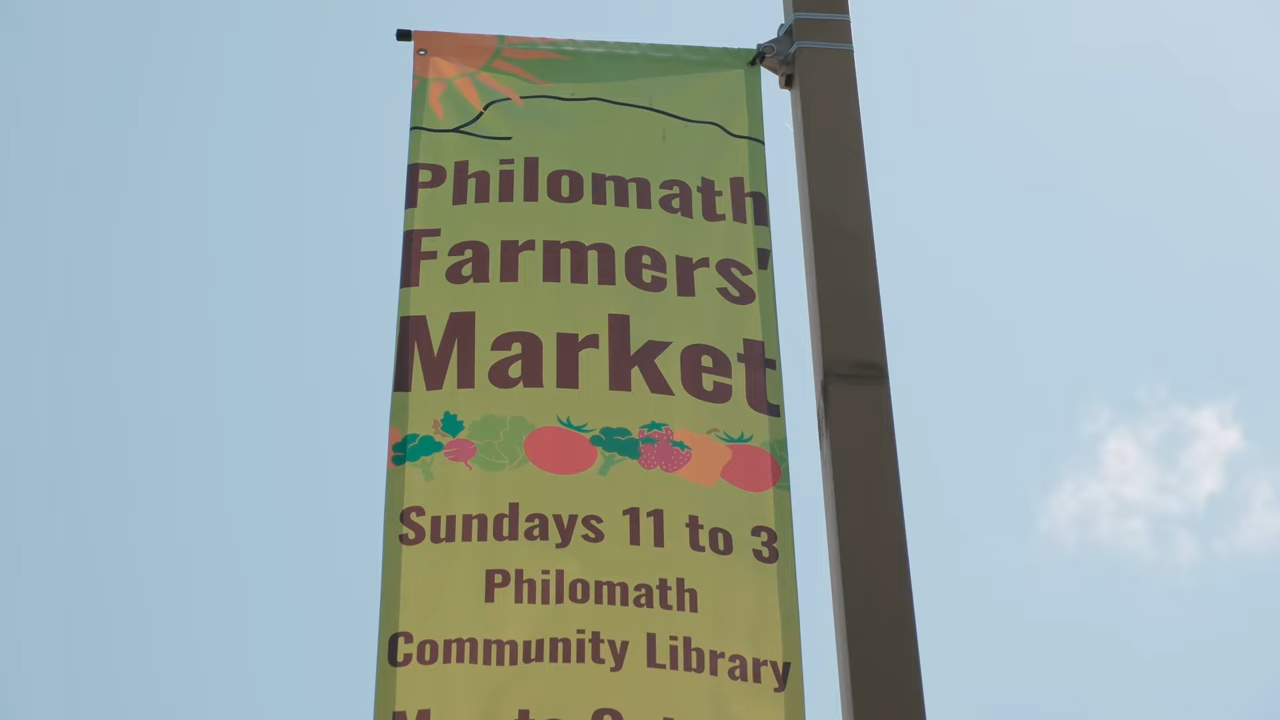 Philomath
Farmers'
Market
Sundays 11 to 3
Philomath
Community Library